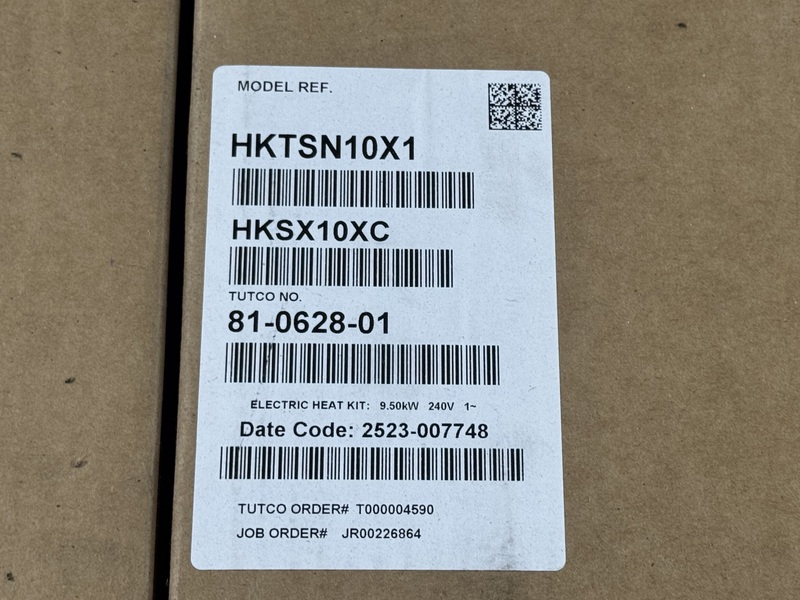 MODEL REF.
HKTSN10X1
HKSX10XC
TUTCO NO.
81-0628-01
ELECTRIC HEAT KIT: 9.50kW 240V 1~
Date Code: 2523-007748
TUTCO ORDER# T000004590
JOB ORDER# JR00226864